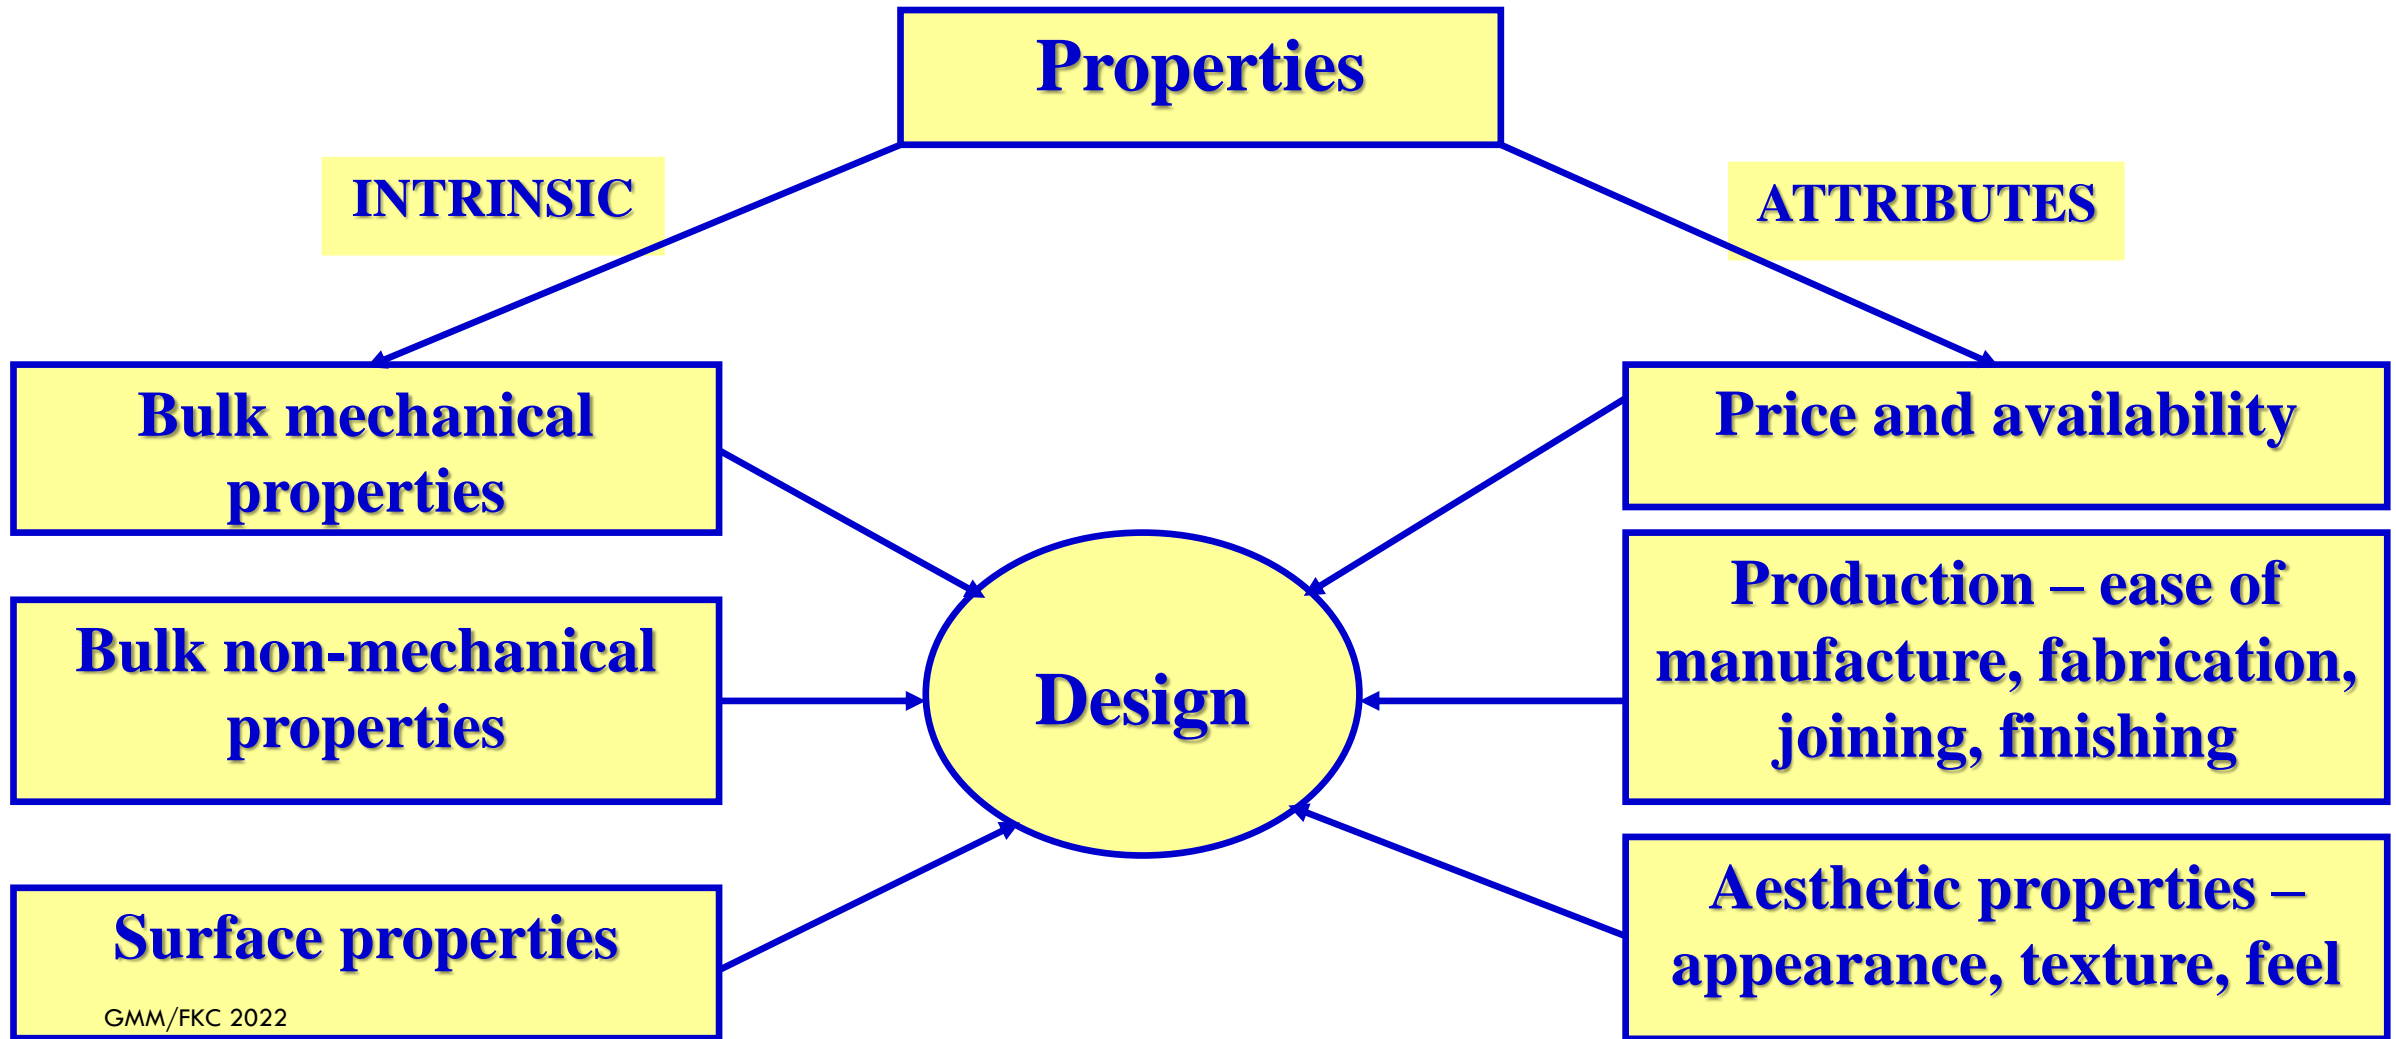 Properties
INTRINSIC
ATTRIBUTES
Bulk mechanical
properties
Price and availability
Bulk non-mechanical
properties
Production – ease of
manufacture, fabrication,
joining, finishing
Design
Surface properties
Aesthetic properties –
appearance, texture, feel
GMM/FKC 2022